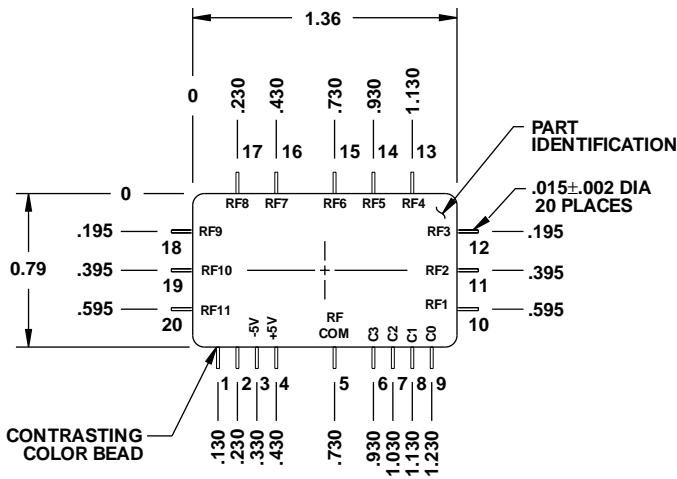 1.36
0
.230
.430
.730
.930
1.130
PART
IDENTIFICATION
17
16
15
14
13
0
RF8
RF7
RF6
RF5
RF4
.015±.002 DIA
20 PLACES
.195
18
RF9
RF3
12
.195
0.79
.395
19
RF10
RF2
11
.395
.595
20
RF11
RF1
10
.595
-5V
+5V
RF
COM
C3
C2
C1
C0
1
2
3
4
5
6
7
8
9
CONTRASTING
COLOR BEAD
.130
.230
.330
.430
.730
.930
1.030
1.130
1.230